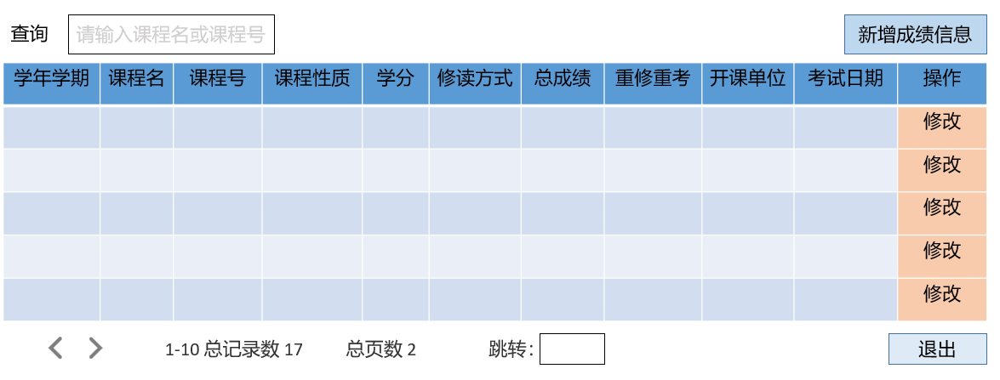 查询 请输入课程名或课程号 新增成绩信息
学年学期 课程名 课程号 课程性质 学分 修读方式 总成绩 重修重考 开课单位 考试日期 操作
修改
修改
修改
修改
修改
1-10 总记录数 17 总页数 2 跳转： 退出